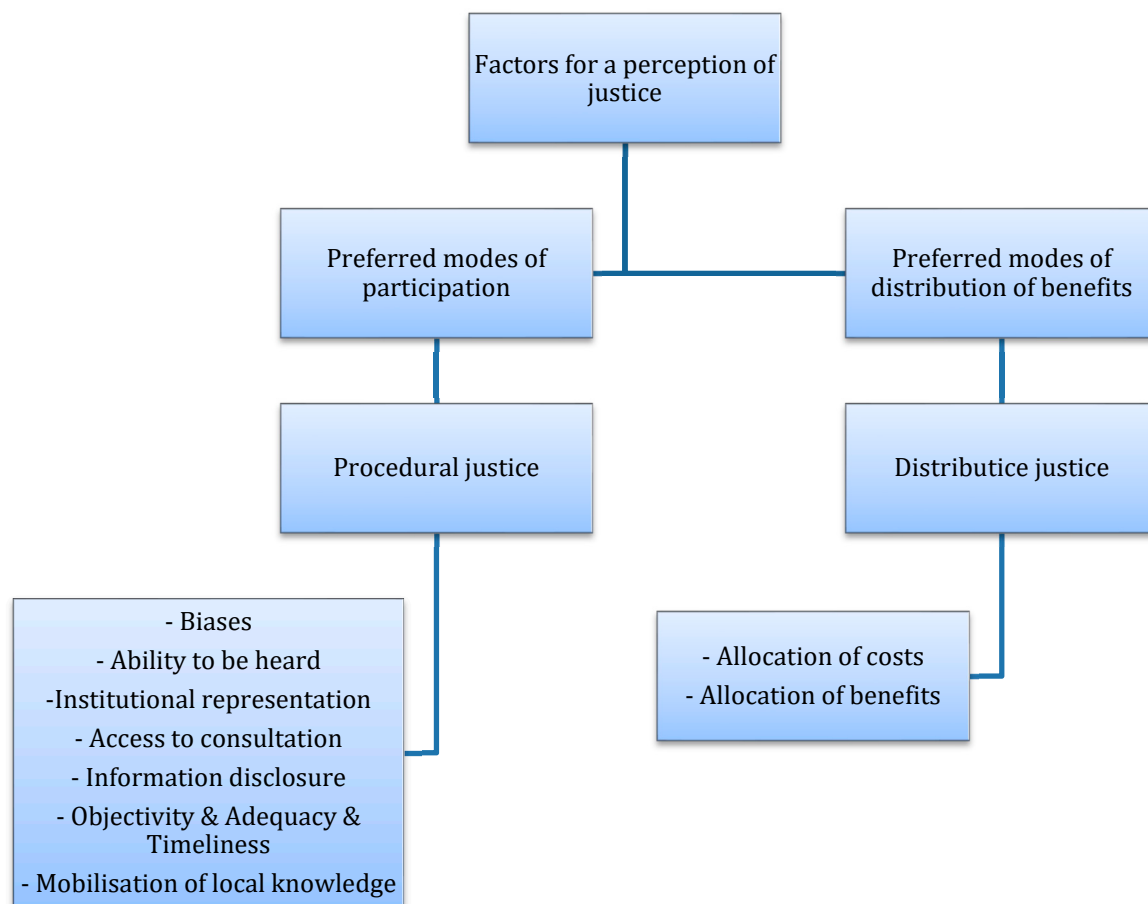 Factors for a perception of
justice
Preferred modes of
participation
Preferred modes of
distribution of benefits
Procedural justice
Distributice justice
- Biases
- Ability to be heard
-Institutional representation
- Access to consultation
- Information disclosure
- Objectivity & Adequacy &
Timeliness
- Mobilisation of local knowledge
- Allocation of costs
- Allocation of benefits